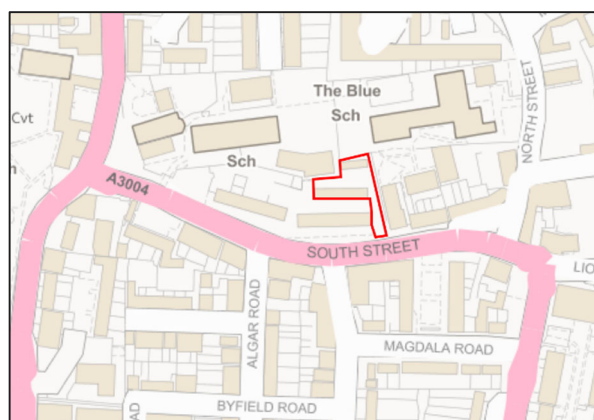 The Blue
Sch
Cvt
Sch
A3004
NORTH STREET
SOUTH STREET
ALGAR ROAD
MAGDALA ROAD
BYFIELD ROAD